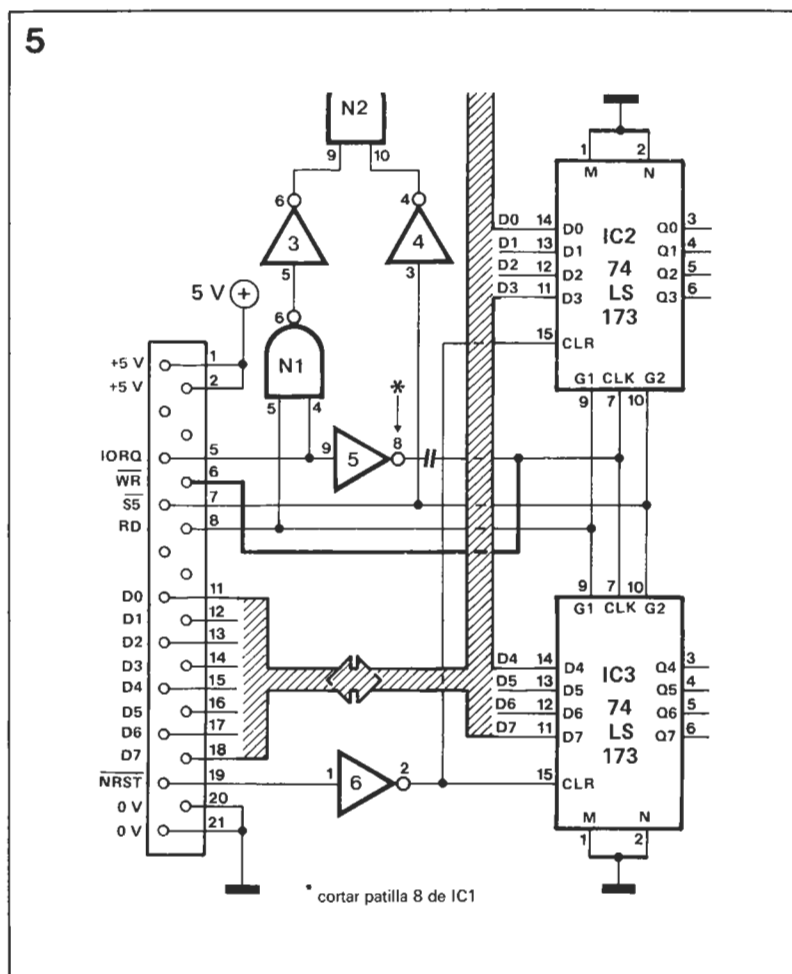 5
N2
9 10
6
3
5
4
4
3
5 V +
6
N1
5 4
*
+5 V 1
+5 V 2
IORQ 5
WR 6
S5 7
RD 8
9 5 8
D0 11
D1 12
D2 13
D3 14
D4 15
D5 16
D6 17
D7 18
NRST 19
0 V 20
0 V 21
1 6 2
1 2
M N
D0 14 D0 IC2 Q0 3
D1 13 D1 74 Q1 4
D2 12 D2 LS Q2 5
D3 11 D3 173 Q3 6
15 CLR
G1 CLK G2
9 7 10
9 7 10
G1 CLK G2
D4 14 D4 IC3 Q4 3
D5 13 D5 74 Q5 4
D6 12 D6 LS Q6 5
D7 11 D7 173 Q7 6
15 CLR
M N
1 2
* cortar patilla 8 de IC1